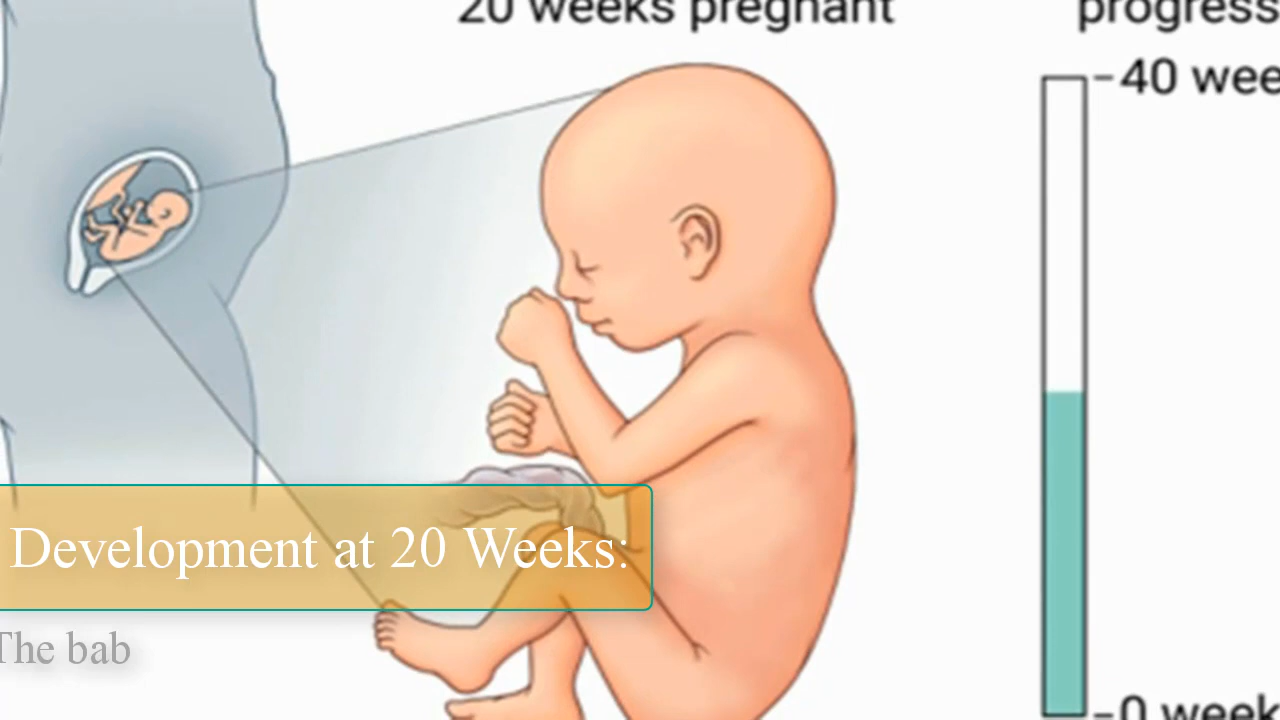 20 weeks pregnant
progress
40 wee
Development at 20 Weeks:
The bab
0 week